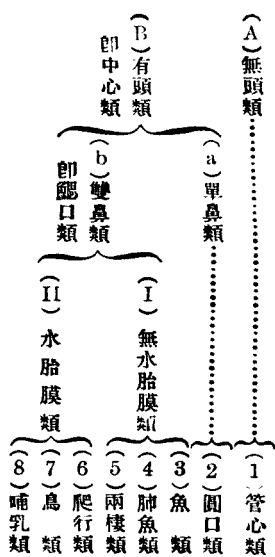 (A) 無頭類
(B) 有頭類
卽中心類
(a) 單鼻類
(b) 雙鼻類
卽腮口類
(I) 無水胎膜類
(II) 水胎膜類
(1) 管心類
(2) 圓口類
(3) 魚類
(4) 肺魚類
(5) 兩棲類
(6) 爬行類
(7) 鳥類
(8) 哺乳類